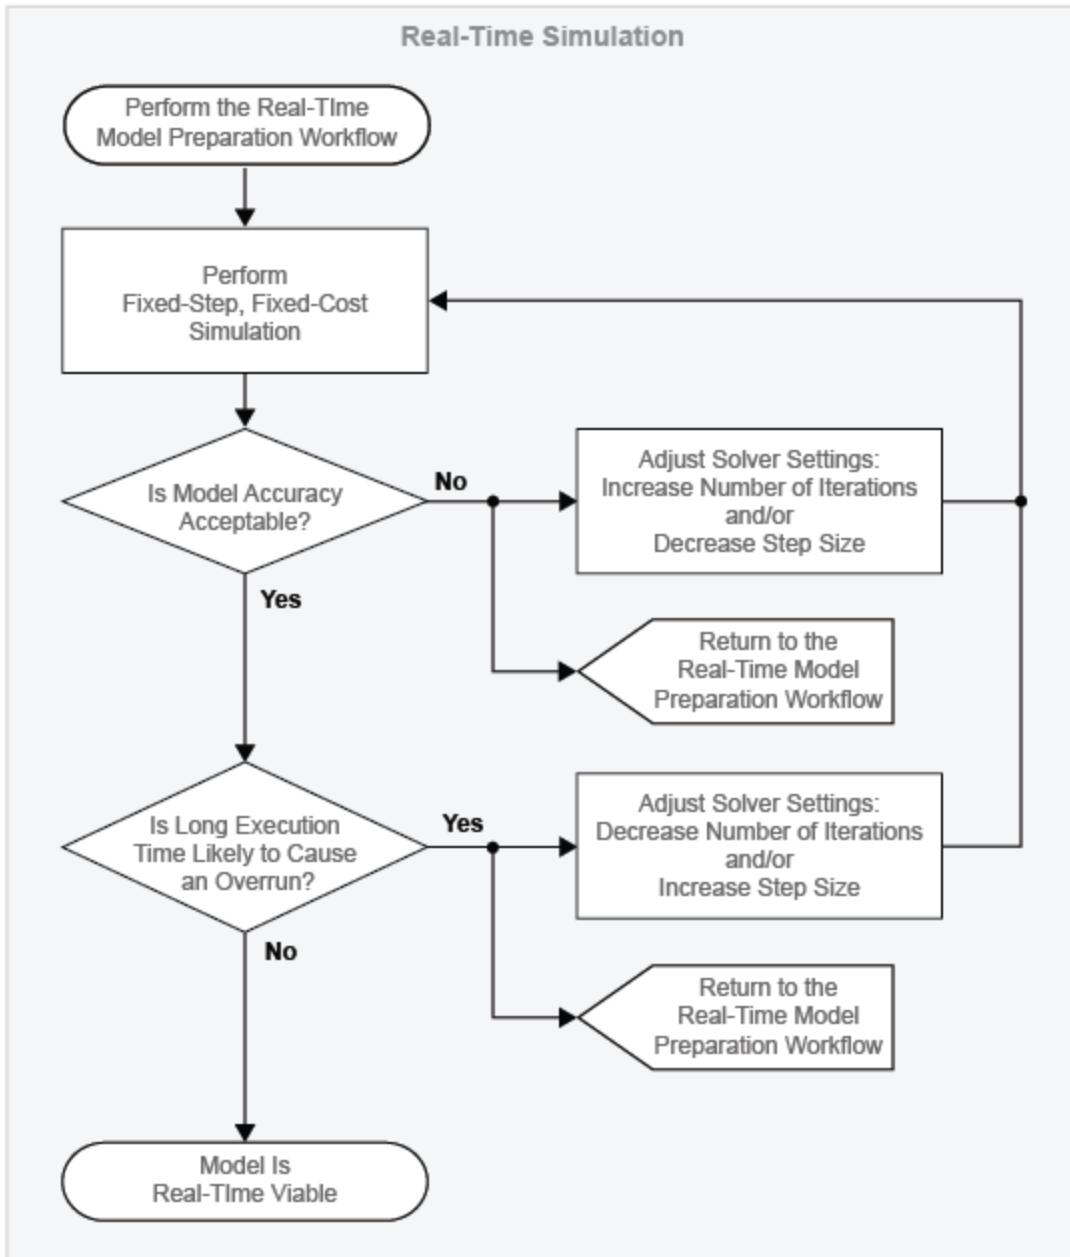 Real-Time Simulation
Perform the Real-TIme
Model Preparation Workflow
Perform
Fixed-Step, Fixed-Cost
Simulation
Is Model Accuracy
Acceptable?
No
Adjust Solver Settings:
Increase Number of Iterations
and/or
Decrease Step Size
Yes
Return to the
Real-Time Model
Preparation Workflow
Is Long Execution
Time Likely to Cause
an Overrun?
Yes
Adjust Solver Settings:
Decrease Number of Iterations
and/or
Increase Step Size
No
Return to the
Real-Time Model
Preparation Workflow
Model Is
Real-TIme Viable